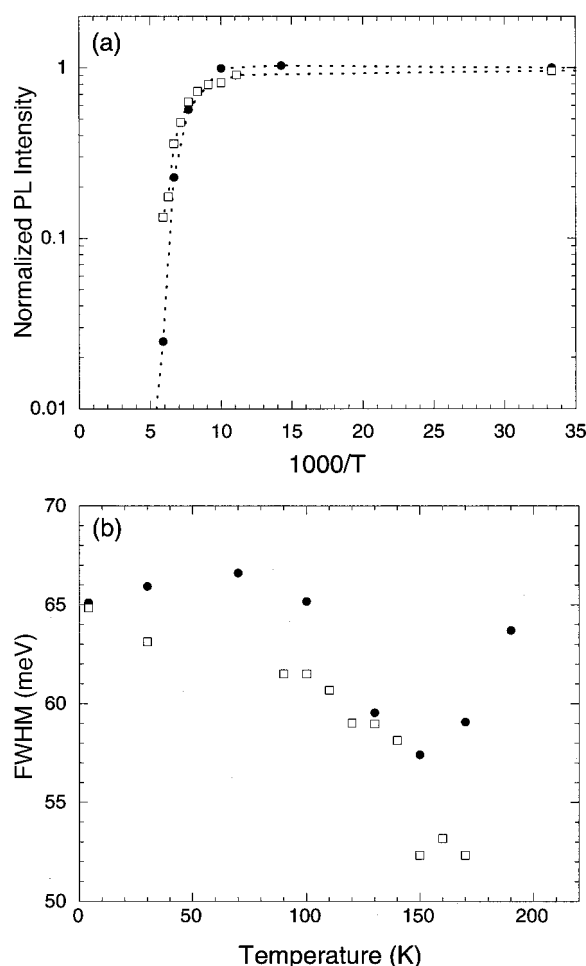 (a)
1
0.1
0.01
Normalized PL Intensity
0 5 10 15 20 25 30 35
1000/T
(b)
70
65
60
55
50
FWHM (meV)
0 50 100 150 200
Temperature (K)